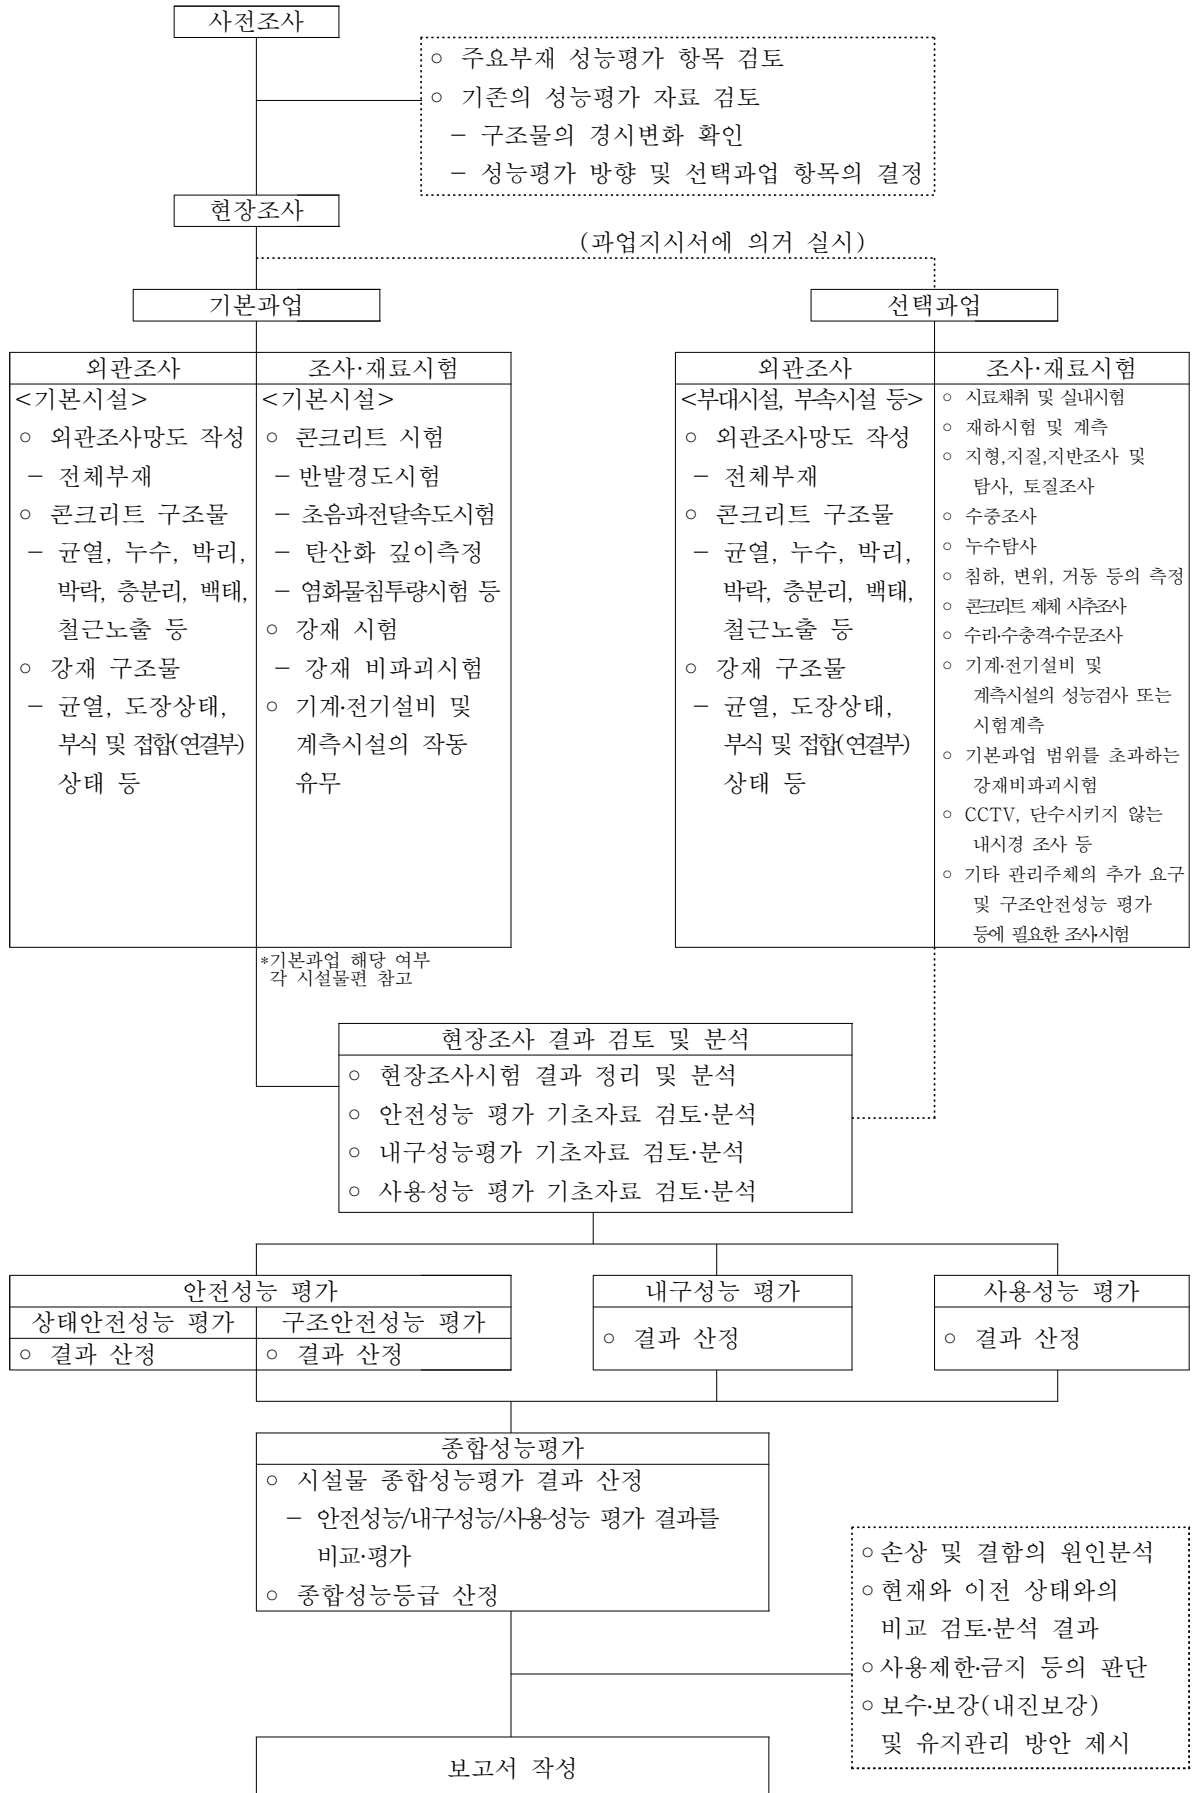 사전조사
○ 주요부재 성능평가 항목 검토
○ 기존의 성능평가 자료 검토
− 구조물의 경시변화 확인
− 성능평가 방향 및 선택과업 항목의 결정
현장조사
(과업지시서에 의거 실시)
기본과업
외관조사
<기본시설>
○ 외관조사망도 작성
− 전체부재
○ 콘크리트 구조물
− 균열, 누수, 박리,
박락, 층분리, 백태,
철근노출 등
○ 강재 구조물
− 균열, 도장상태,
부식 및 접합(연결부)
상태 등
조사·재료시험
<기본시설>
○ 콘크리트 시험
− 반발경도시험
− 초음파전달속도시험
− 탄산화 깊이측정
− 염화물침투량시험 등
○ 강재 시험
− 강재 비파괴시험
○ 기계·전기설비 및
계측시설의 작동
유무
*기본과업 해당 여부
각 시설물편 참고
선택과업
외관조사
<부대시설, 부속시설 등>
○ 외관조사망도 작성
− 전체부재
○ 콘크리트 구조물
− 균열, 누수, 박리,
박락, 층분리, 백태,
철근노출 등
○ 강재 구조물
− 균열, 도장상태,
부식 및 접합(연결부)
상태 등
조사·재료시험
○ 시료채취 및 실내시험
○ 재하시험 및 계측
○ 지형,지질,지반조사 및
탐사, 토질조사
○ 수중조사
○ 누수탐사
○ 침하, 변위, 거동 등의 측정
○ 콘크리트 제체 시추조사
○ 수리·수충격·수문조사
○ 기계·전기설비 및
계측시설의 성능검사 또는
시험계측
○ 기본과업 범위를 초과하는
강재비파괴시험
○ CCTV, 단수시키지 않는
내시경 조사 등
○ 기타 관리주체의 추가 요구
및 구조안전성능 평가
등에 필요한 조사·시험
현장조사 결과 검토 및 분석
○ 현장조사시험 결과 정리 및 분석
○ 안전성능 평가 기초자료 검토·분석
○ 내구성능평가 기초자료 검토·분석
○ 사용성능 평가 기초자료 검토·분석
안전성능 평가
상태안전성능 평가
○ 결과 산정
구조안전성능 평가
○ 결과 산정
내구성능 평가
○ 결과 산정
사용성능 평가
○ 결과 산정
종합성능평가
○ 시설물 종합성능평가 결과 산정
− 안전성능/내구성능/사용성능 평가 결과를
비교·평가
○ 종합성능등급 산정
○ 손상 및 결함의 원인분석
○ 현재와 이전 상태와의
비교 검토·분석 결과
○ 사용제한·금지 등의 판단
○ 보수·보강(내진보강)
및 유지관리 방안 제시
보고서 작성